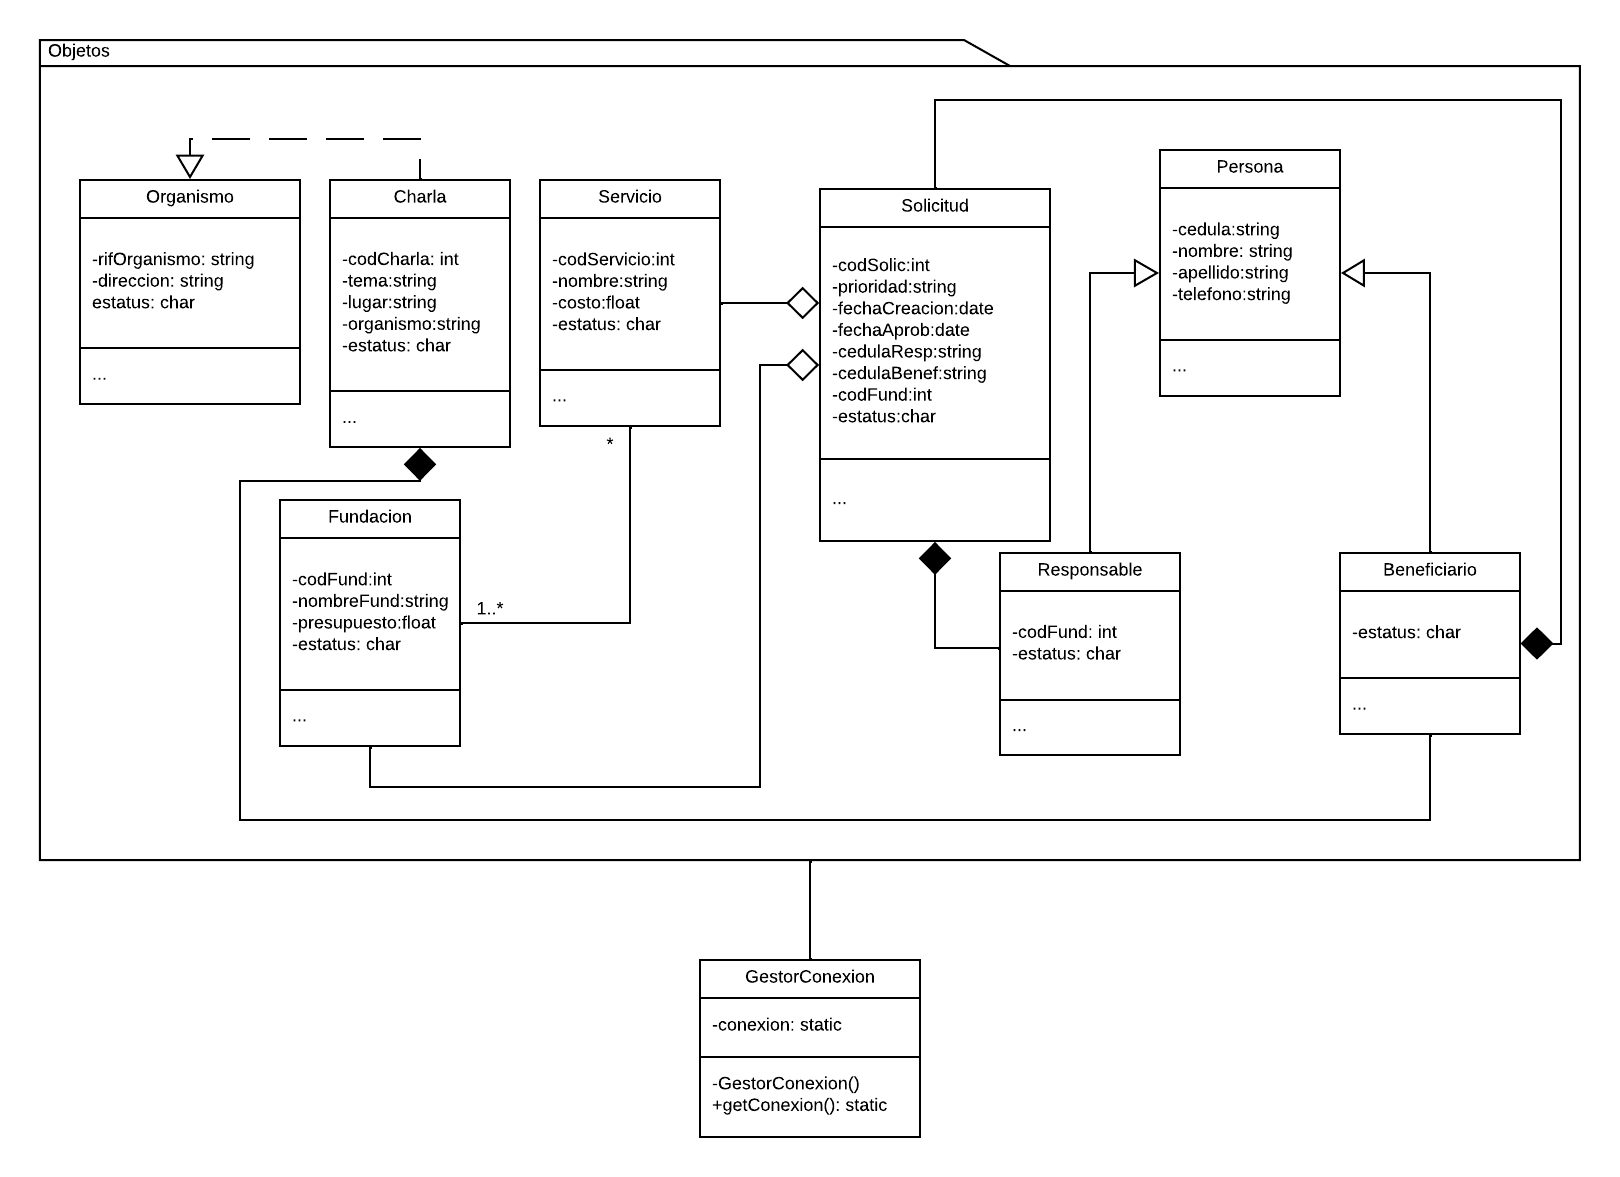 Objetos
Organismo
-rifOrganismo: string
-direccion: string
estatus: char
...
Charla
-codCharla: int
-tema:string
-lugar:string
-organismo:string
-estatus: char
...
Servicio
-codServicio:int
-nombre:string
-costo:float
-estatus: char
...
*
Solicitud
-codSolic:int
-prioridad:string
-fechaCreacion:date
-fechaAprob:date
-cedulaResp:string
-cedulaBenef:string
-codFund:int
-estatus:char
...
Persona
-cedula:string
-nombre: string
-apellido:string
-telefono:string
...
Fundacion
-codFund:int
-nombreFund:string
-presupuesto:float
-estatus: char
...
1..*
Responsable
-codFund: int
-estatus: char
...
Beneficiario
-estatus: char
...
GestorConexion
-conexion: static
-GestorConexion()
+getConexion(): static